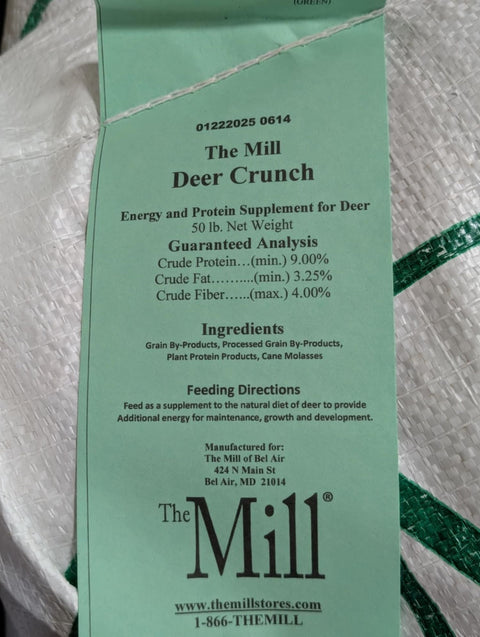 (GREEN)
01222025 0614
The Mill
Deer Crunch
Energy and Protein Supplement for Deer
50 lb. Net Weight
Guaranteed Analysis
Crude Protein…(min.) 9.00%
Crude Fat……....(min.) 3.25%
Crude Fiber…...(max.) 4.00%
Ingredients
Grain By-Products, Processed Grain By-Products,
Plant Protein Products, Cane Molasses
Feeding Directions
Feed as a supplement to the natural diet of deer to provide
Additional energy for maintenance, growth and development.
Manufactured for:
The Mill of Bel Air
424 N Main St
Bel Air, MD  21014
The Mill®
www.themillstores.com
1-866-THEMILL